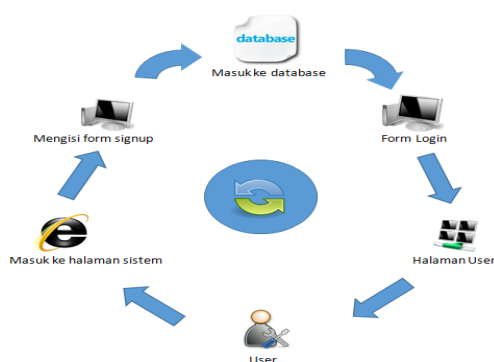 database
Masuk ke database
Mengisi form signup
Form Login
Masuk ke halaman sistem
Halaman User
User